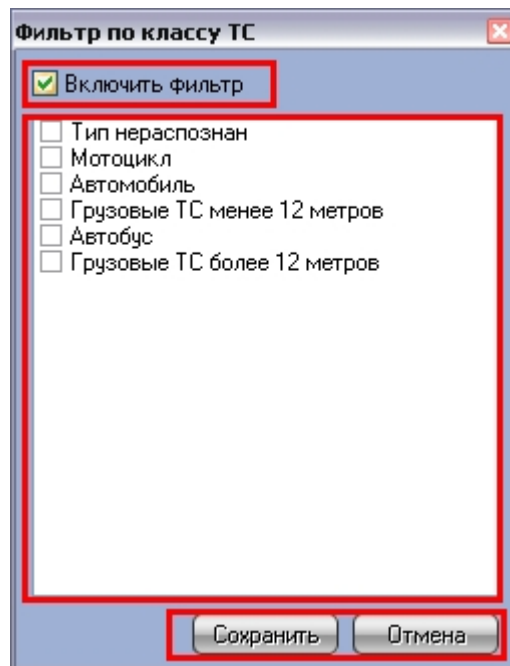 Фильтр по классу ТС
Включить фильтр
Тип нераспознан
Мотоцикл
Автомобиль
Грузовые ТС менее 12 метров
Автобус
Грузовые ТС более 12 метров
Сохранить Отмена